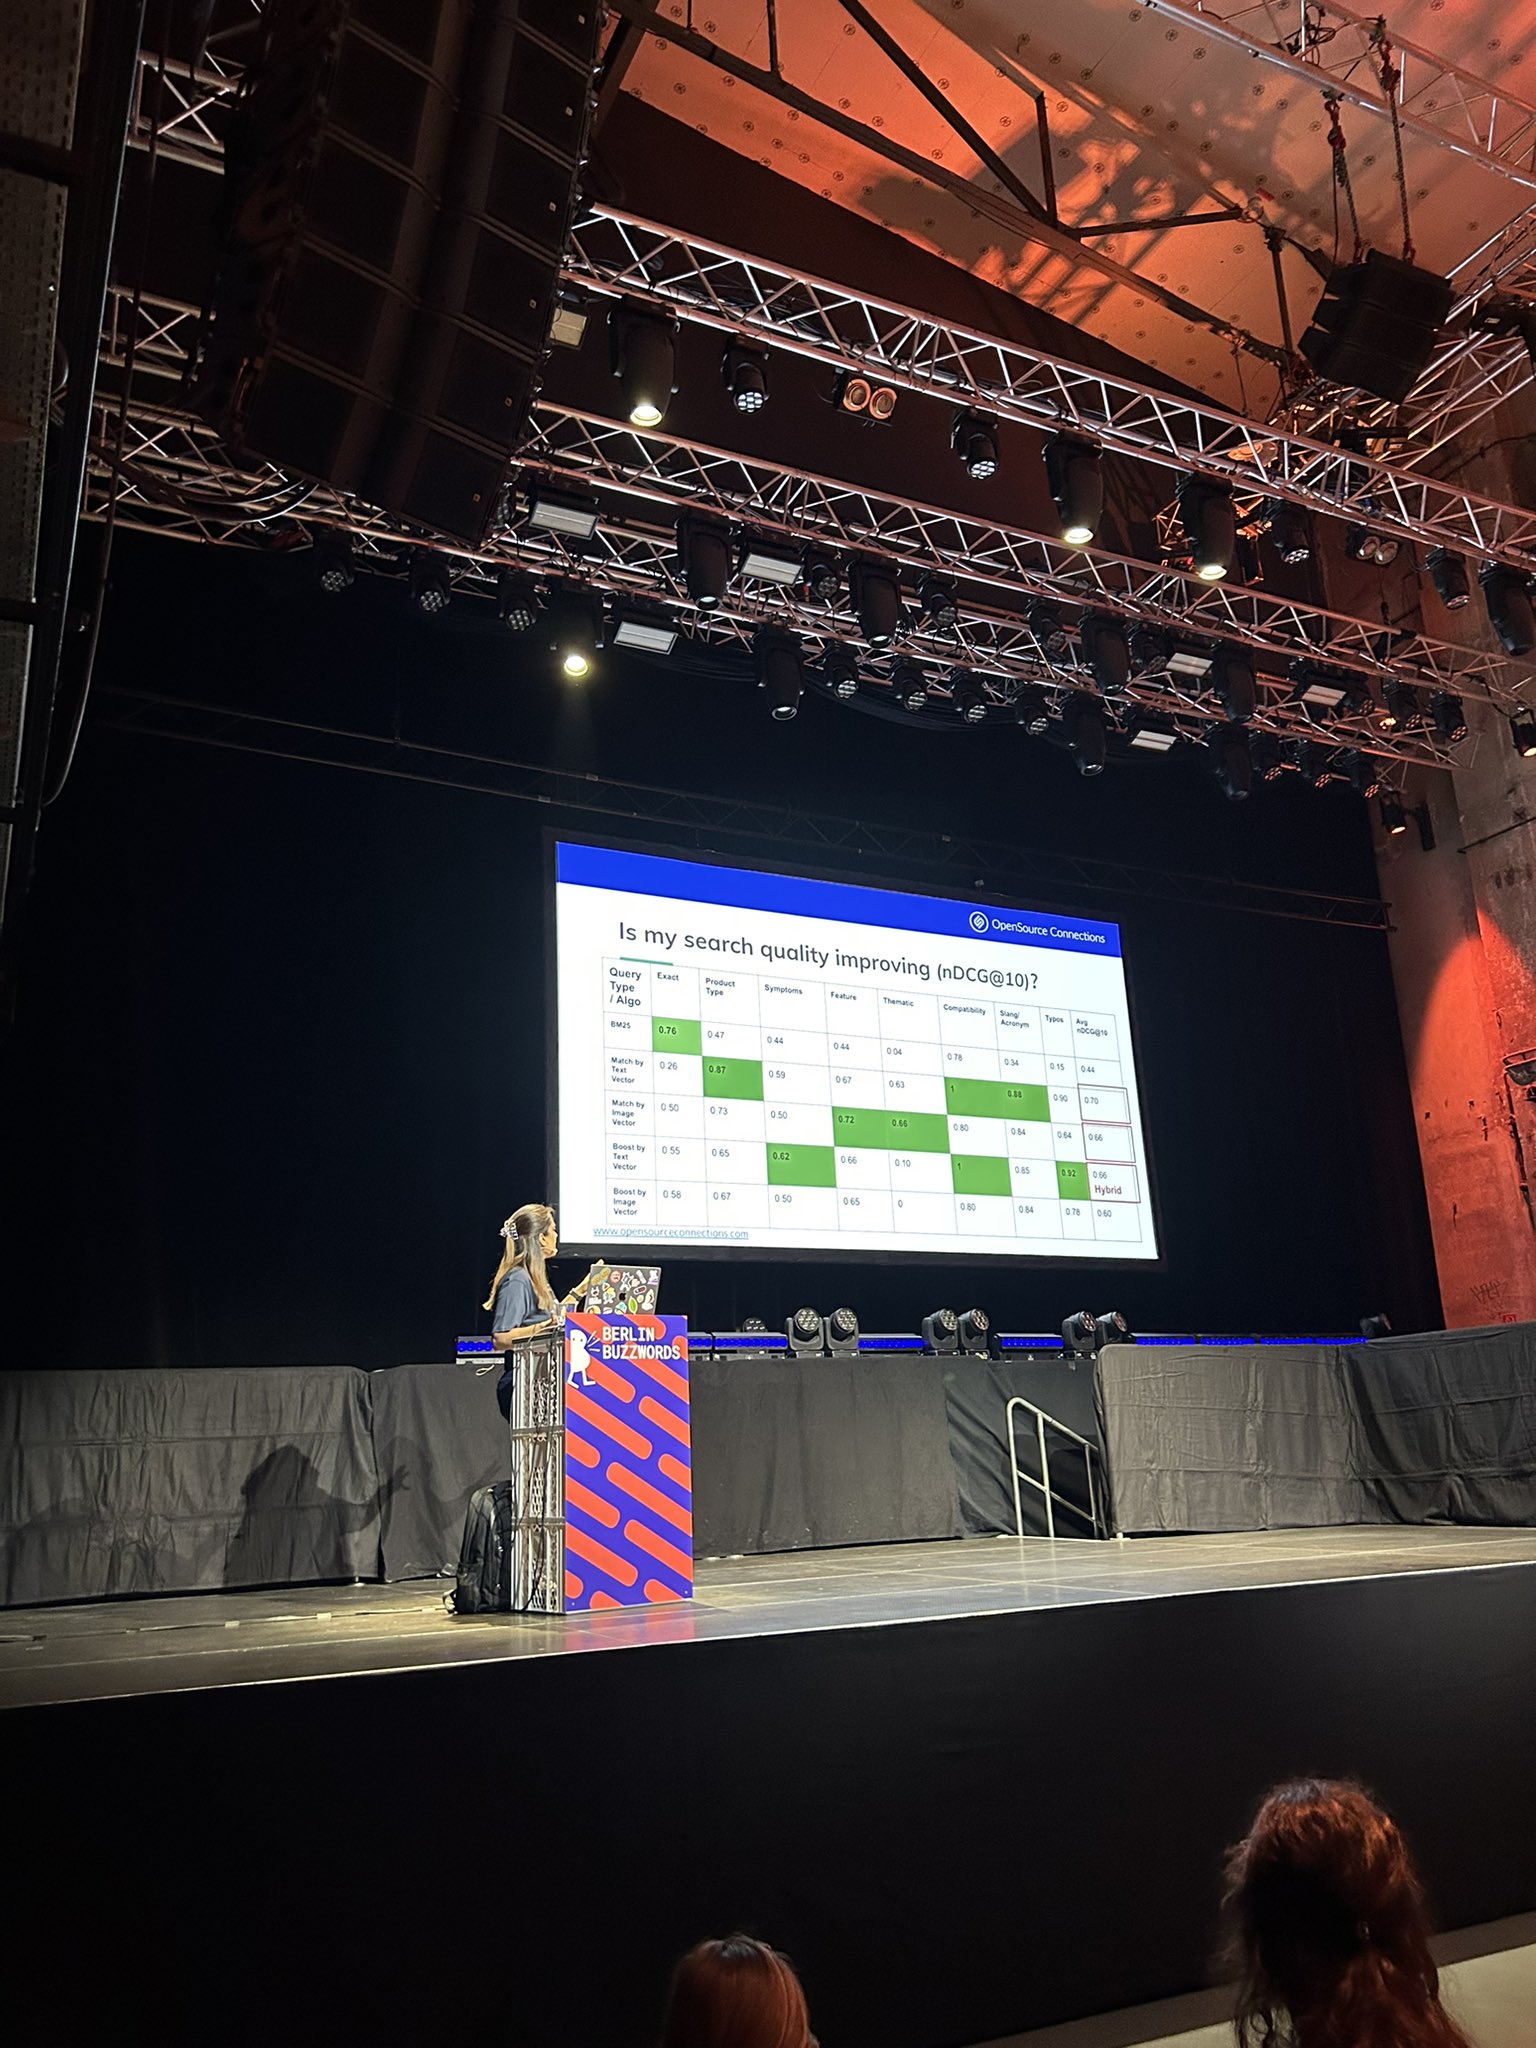 OpenSource Connections
Is my search quality improving (nDCG@10)?
Query Type / Algo Exact Product Type Symptoms Feature Thematic Compatibility Slang/ Acronym Typos Avg nDCG@10
BM25 0.76 0.47 0.44 0.44 0.04 0.78 0.34 0.15 0.44
Match by Text Vector 0.26 0.87 0.59 0.67 0.63 1 0.88 0.90 0.70
Match by Image Vector 0.50 0.73 0.50 0.72 0.66 0.80 0.84 0.64 0.66
Boost by Text Vector 0.55 0.65 0.62 0.66 0.10 1 0.85 0.92 0.66 Hybrid
Boost by Image Vector 0.58 0.67 0.50 0.65 0 0.80 0.84 0.78 0.60
www.opensourceconnections.com
BERLIN
BUZZWORDS